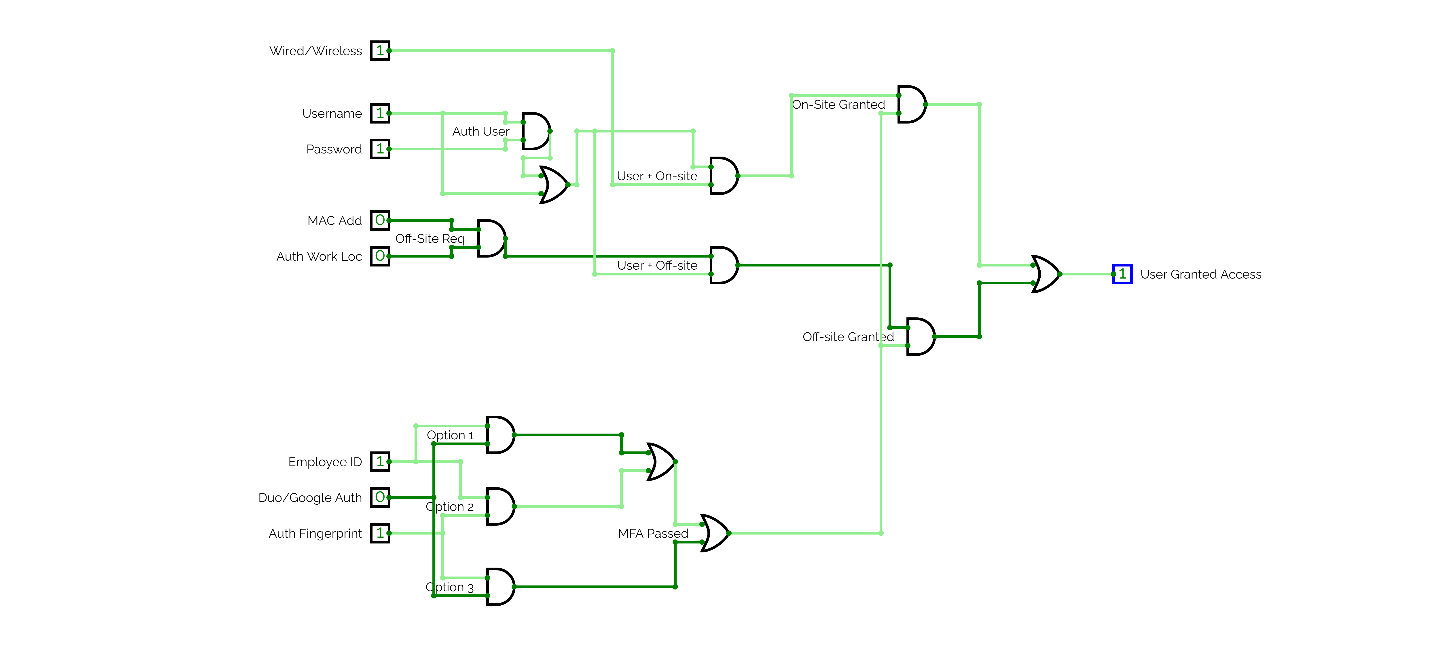 Wired/Wireless 1
Username 1
Auth User
Password 1
On-Site Granted
User + On-site
MAC Add 0
Off-Site Req
Auth Work Loc 0
User + Off-site
1 User Granted Access
Off-site Granted
Option 1
Employee ID 1
Duo/Google Auth 0
Option 2
Auth Fingerprint 1
MFA Passed
Option 3